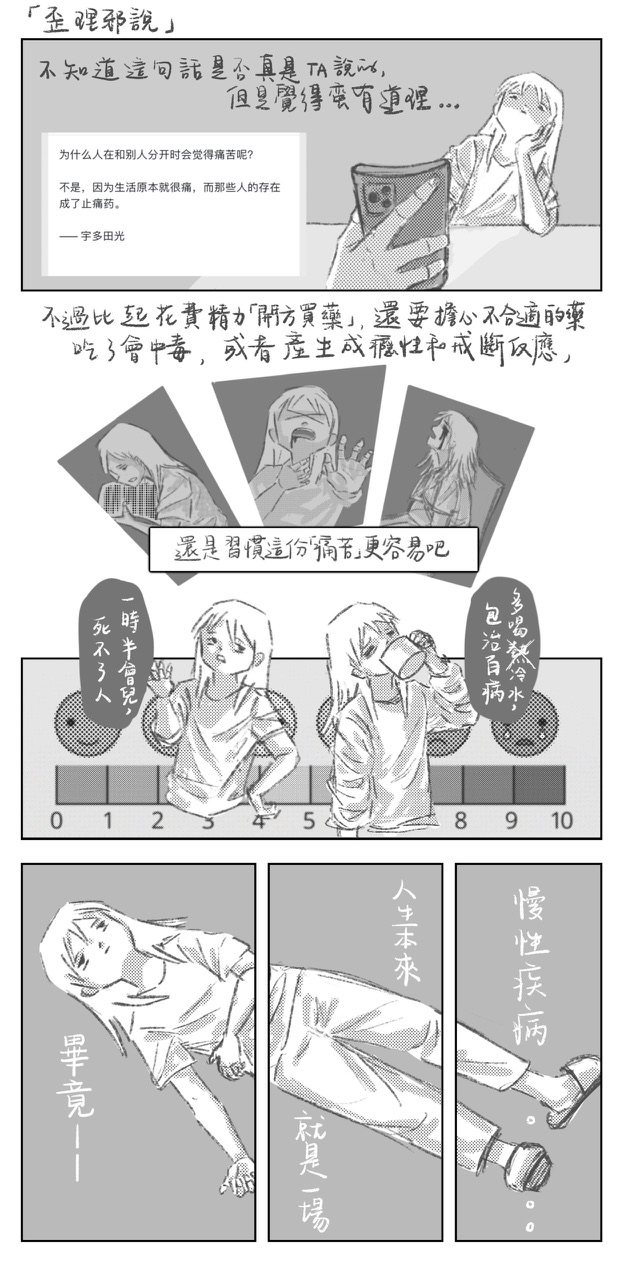 「歪理邪說」
不知道這句話是否真是TA說的,
但是覺得蠻有道理...
为什么人在和别人分开时会觉得痛苦呢?
不是，因为生活原本就很痛，而那些人的存在
成了止痛药。
—— 宇多田光
不過比起花費精力「開方買藥」, 還要擔心不合適的藥
吃了會中毒, 或者產生成癮性和戒斷反應,
還是習慣這份「痛苦」更容易吧
一時半會兒,
死不了人
多喝熱冷水,
包治百病
0 1 2 3 4 5 8 9 10
畢竟——
人生本來
就是一場
慢性疾病...